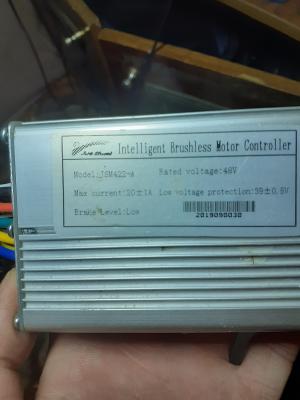 Intelligent Brushless Motor Controller
Model:JSM422-A Rated voltage:48V
Max current:20±1A Low voltage protection:39±0.5V
Brake Level:Low
2019090030